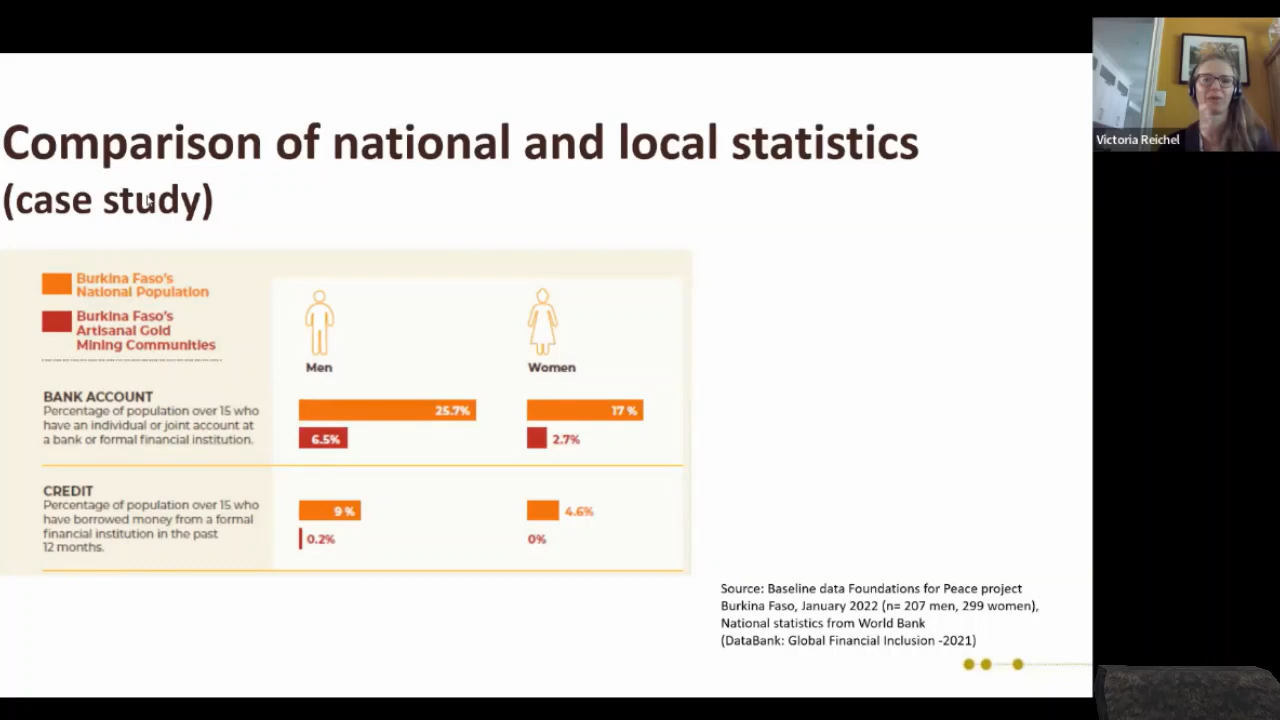 Comparison of national and local statistics
(case study)
Burkina Faso's
National Population
Burkina Faso's
Artisanal Gold
Mining Communities
Men
Women
BANK ACCOUNT
Percentage of population over 15 who
have an individual or joint account at
a bank or formal financial institution.
25.7%
17 %
6.5%
2.7%
CREDIT
Percentage of population over 15 who
have borrowed money from a formal
financial institution in the past
12 months.
9 %
4.6%
0.2%
0%
Source: Baseline data Foundations for Peace project
Burkina Faso, January 2022 (n= 207 men, 299 women),
National statistics from World Bank
(DataBank: Global Financial Inclusion -2021)
Victoria Reichel